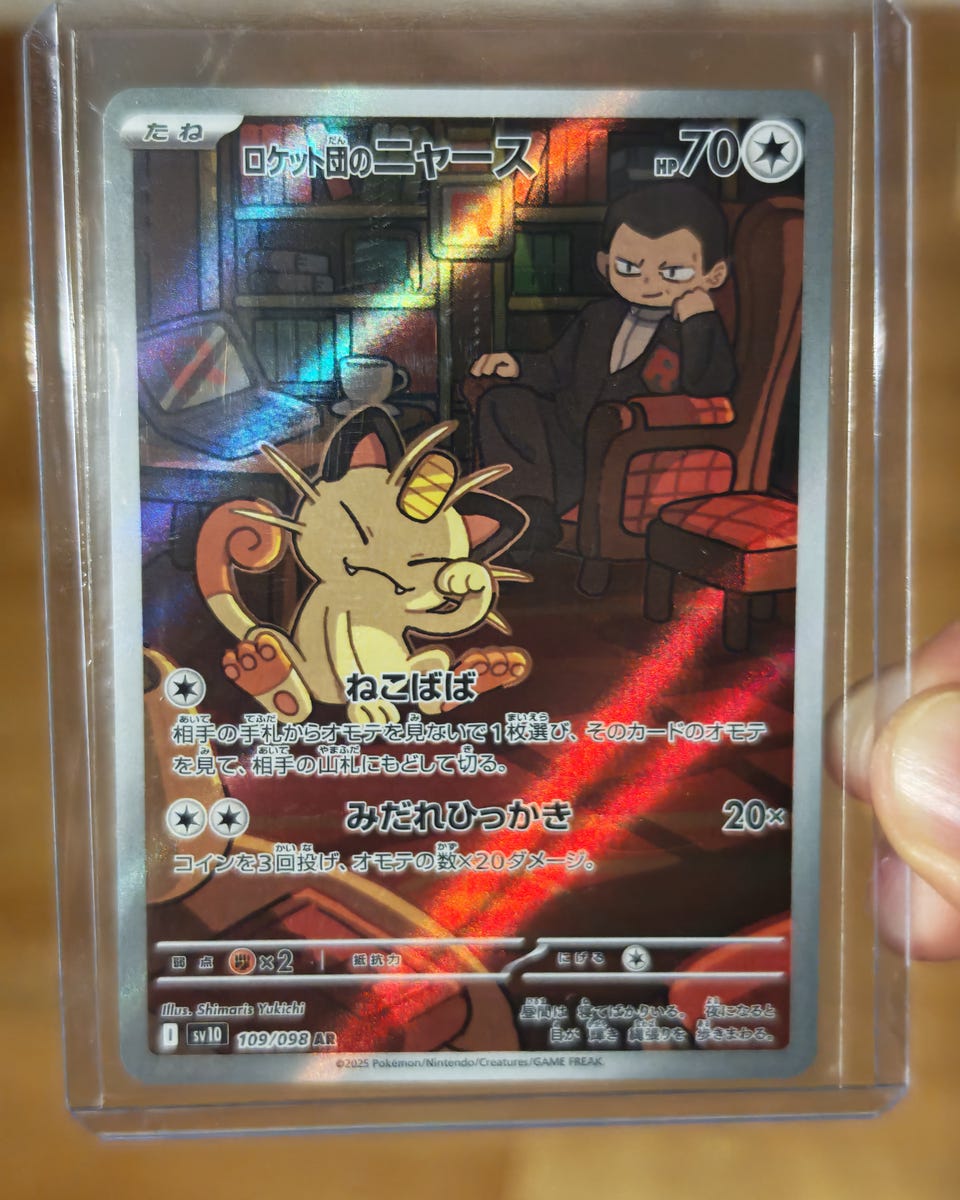 たね
ロケット団のニャース
HP70
ねこばば
相手の手札からオモテを見ないで1枚選び、そのカードのオモテ
を見て、相手の山札にもどして切る。
みだれひっかき 20×
コインを3回投げ、オモテの数×20ダメージ。
弱点 ×2 抵抗力 にげる
Illus. Shimaris Yukichi
昼間は 寝てばかりいる。 夜になると
目が 輝き 縄張りを 歩きまわる。
I sv10 109/098 AR
©2025 Pokémon/Nintendo/Creatures/GAME FREAK.